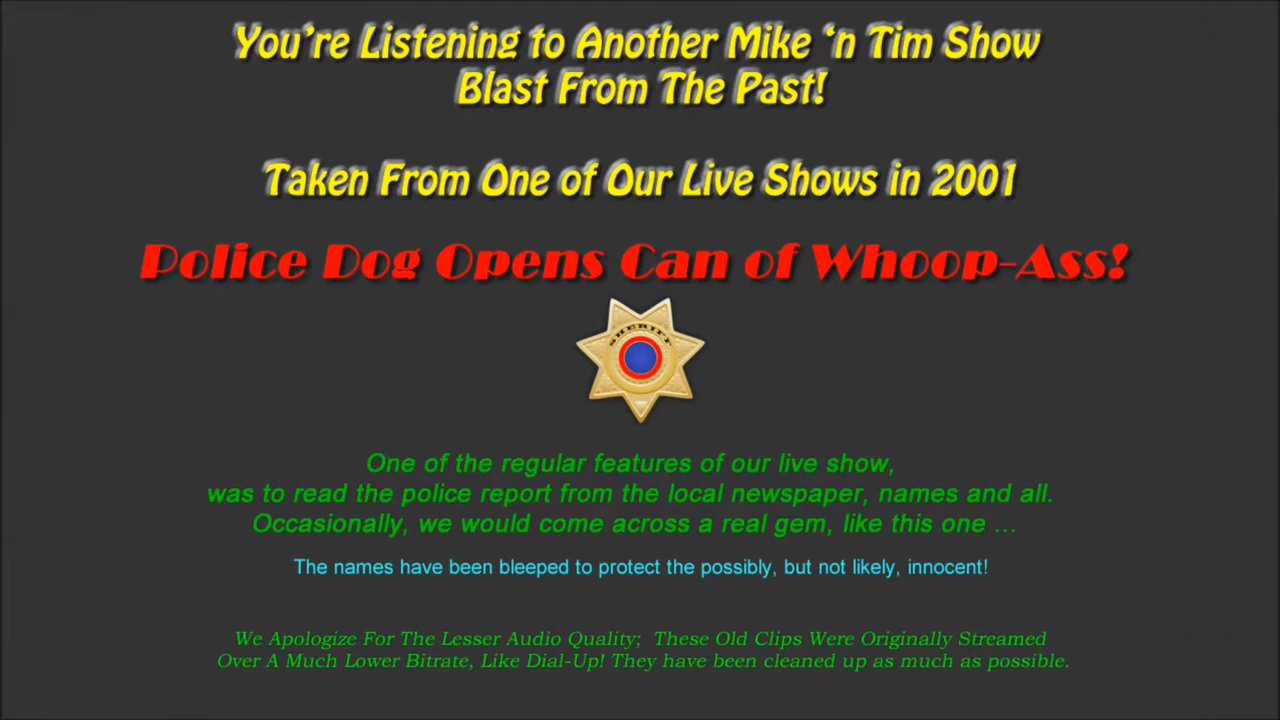 You're Listening to Another Mike 'n Tim Show
Blast From The Past!
Taken From One of Our Live Shows in 2001
Police Dog Opens Can of Whoop-Ass!
SHERIFF
One of the regular features of our live show,
was to read the police report from the local newspaper, names and all.
Occasionally, we would come across a real gem, like this one ...
The names have been bleeped to protect the possibly, but not likely, innocent!
We Apologize For The Lesser Audio Quality;  These Old Clips Were Originally Streamed
Over A Much Lower Bitrate, Like Dial-Up! They have been cleaned up as much as possible.